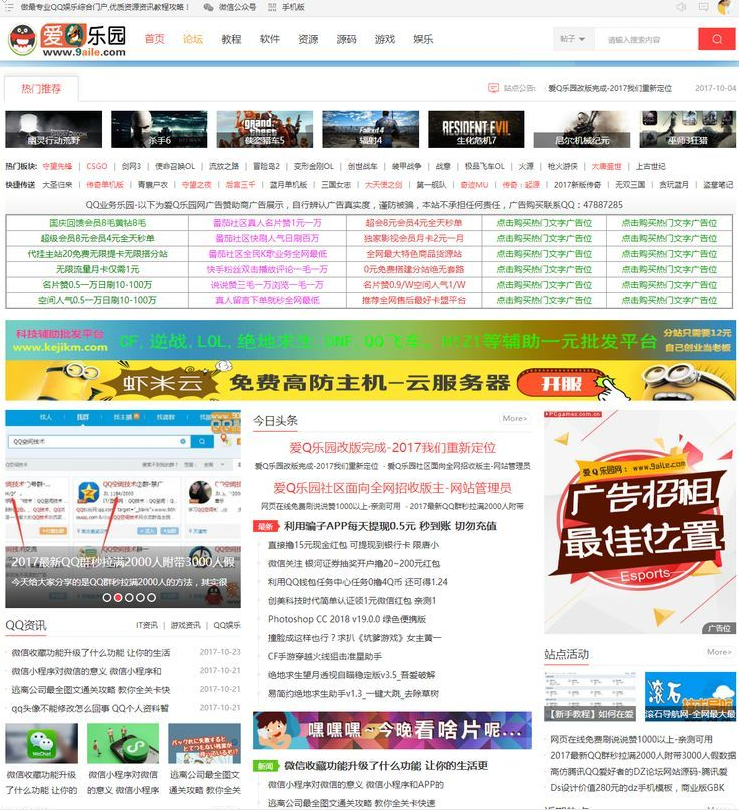 做最专业QQ娱乐综合门户,优质资源资讯教程攻略！ 微信公众号 手机版
爱Q乐园
www.9aile.com
首页 论坛 教程 软件 资源 源码 游戏 娱乐
帖子 请输入搜索内容
热门推荐 站点公告: 爱Q乐园改版完成-2017我们重新定位 2017-10-04
幽灵行动荒野 杀手6 侠盗猎车5 辐射4 生化危机7 尼尔:机械纪元 巫师3狂猎
热门板块: 守望先锋 | CSGO | 剑网3 | 使命召唤OL | 流放之路 | 冒险岛2 | 变形金刚OL | 创世战车 | 装甲战争 | 战意 | 极品飞车OL | 火源 | 枪火游侠 | 大唐盛世 | 上古世纪
快捷传送 大圣归来 | 传奇单机版 | 青囊尸衣 | 守望之夜 | 后宫三千 | 蓝月单机版 | 三国女志 | 大天使之剑 | 第一舰队 | 奇迹MU | 传奇：起源 | 2017新版传奇 | 无双三国 | 贪玩蓝月 | 盗墓笔记
QQ业务乐园-以下为爱Q乐园网广告赞助商广告展示，自行辨认广告真实度，谨防被骗，本站不承担任何责任，广告购买联系QQ：47887285
国庆回馈会员8毛黄钻8毛 番茄社区真人名片赞1元一万 超会8元会员4元全天秒单 点击购买热门文字广告位 点击购买热门文字广告位
超级会员8元会员4元全天秒单 番茄社区快刷人气日刷百万 独家影视会员月卡2元一月 点击购买热门文字广告位 点击购买热门文字广告位
代挂主站20免费无限提卡无限搭分站 番茄社区全民K歌业务全网最低 全网最大特色商品货源站 点击购买热门文字广告位 点击购买热门文字广告位
无限流量月卡仅需1元 快手粉丝双击播放评论一毛一万 0元免费搭建分站绝无套路 点击购买热门文字广告位 点击购买热门文字广告位
名片赞0.5一万日刷10-100万 说说赞三毛一万浏览一毛一万 名片赞0.9/W空间人气1/W 点击购买热门文字广告位 点击购买热门文字广告位
空间人气0.5一万日刷10-100万 真人留言下单就秒全网最低 推荐全网售后最好卡盟平台 点击购买热门文字广告位 点击购买热门文字广告位
科技辅助批发平台
www.kejikm.com
CF、逆战、LOL、绝地求生、DNF、QQ飞车、H1Z1等辅助一元批发平台
分站只需要12元
自己创业当老板
虾米云 免费高防主机-云服务器 开服
QQ空间技术
2017最新QQ群秒拉满2000人附带3000人假
今天给大家分享的是QQ群秒拉满2000人的方法，其实很
QQ资讯 IT资讯 | 游戏资讯 | QQ娱乐
微信收藏功能升级了什么功能 让你的生活 2017-10-23
微信小程序对微信的意义 微信小程序和 2017-10-21
逃离公司最全图文通关攻略 教你全关卡快 2017-10-21
qq头像不能修改怎么回事 QQ个人资料暂 2017-10-21
WeChat
微信收藏功能升级了什么功能 让你的
微信小程序对微信的意义 微信小程序
逃离公司最全图文通关攻略 教你全关
今日头条 More>
爱Q乐园改版完成-2017我们重新定位
爱Q乐园改版完成-2017我们重新定位 · 爱Q乐园社区面向全网招收版主-网站管理员
爱Q乐园社区面向全网招收版主-网站管理员
网页在线免费刷说说赞1000以上-亲测可用 · 2017最新QQ群秒拉满2000人附带
最新 利用骗子APP每天提现0.5元 秒到账 切勿充值
直接撸15元现金红包 可提现到银行卡 限唐小
微信关注 银河证券抽奖开户撸20~200元红包
利用QQ钱包任务中心任务0撸4Q币 还可得1.24
创美科技时代简单认证领1元微信红包 亲测1
Photoshop CC 2018 v19.0.0 绿色便携版
撞脸成这样也行？求扒《坑爹游戏》女主黄一
CF手游穿越火线狙击准星助手
绝地求生望月透视自瞄稳定版v3.5_吾爱破解
易简约绝地求生助手v1.3_一键大跳_去除草树
嘿嘿嘿~今晚看啥片呢...
新闻 微信收藏功能升级了什么功能 让你的生活更
微信小程序对微信的意义 微信小程序和APP的
逃离公司最全图文通关攻略 教你全关卡快速
PCgames.com.cn
爱Q乐园网：www.9aile.com
广告招租
最佳位置
Esports
广告位
站点活动 More>
【新手教程】如何在爱
滚石导航网-全网最大最
网页在线免费刷说说赞1000以上-亲测可用
2017最新QQ群秒拉满2000人附带3000人假数据
高仿腾讯QQ爱好者的DZ论坛网站源码-腾讯爱
Ds设计价值280元的dz手机模板，商业版GBK